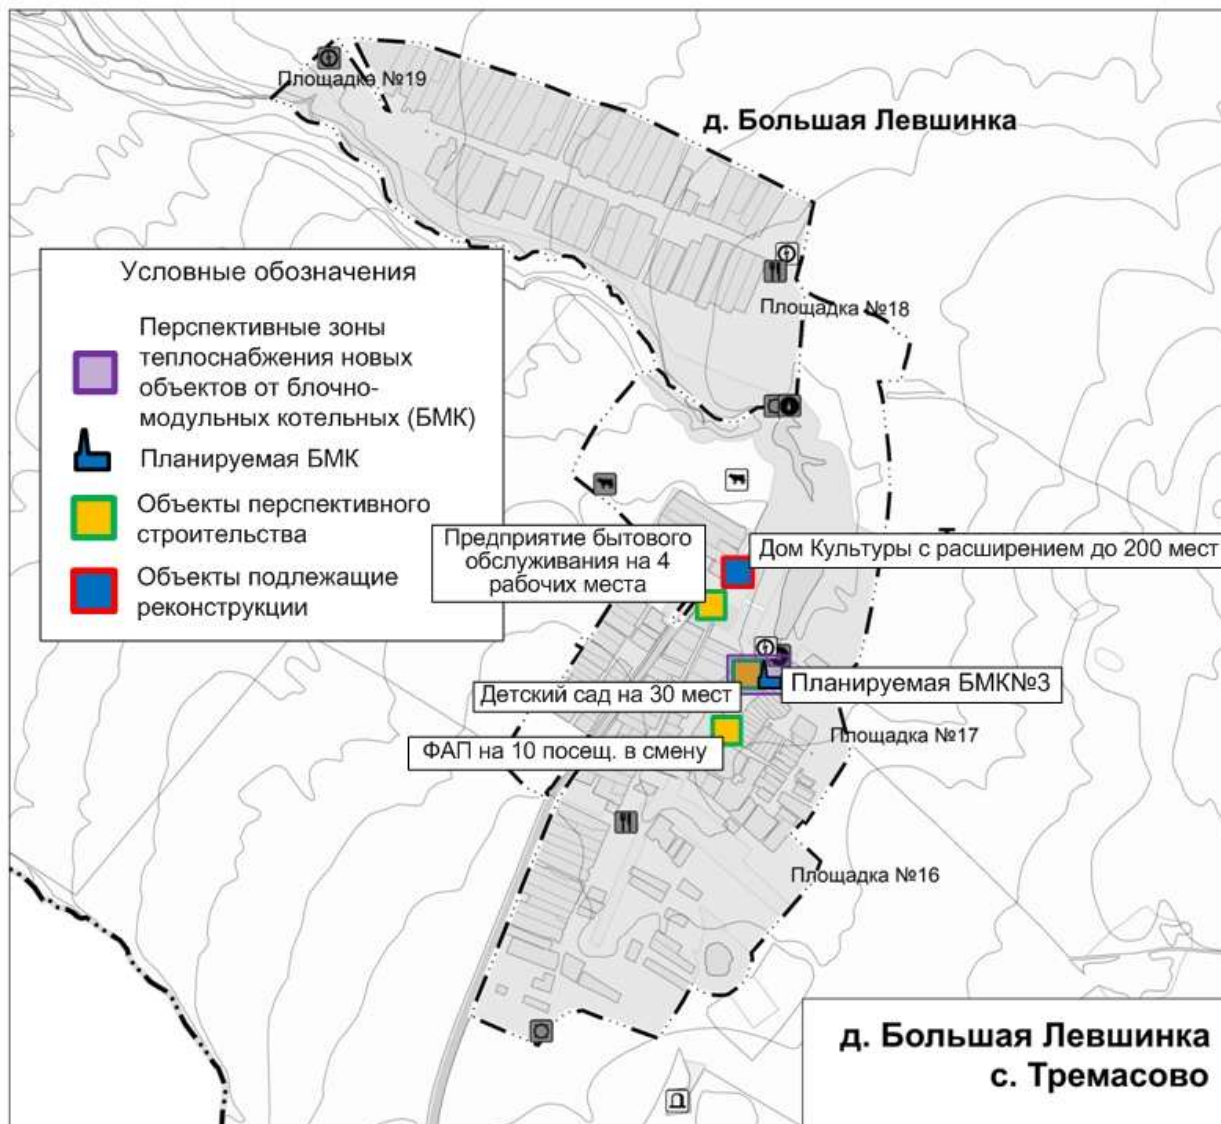 Площадка №19
д. Большая Левшинка
Условные обозначения
Перспективные зоны
теплоснабжения новых
объектов от блочно-
модульных котельных (БМК)
Планируемая БМК
Объекты перспективного
строительства
Объекты подлежащие
реконструкции
Площадка №18
Предприятие бытового
обслуживания на 4
рабочих места
Дом Культуры с расширением до 200 мест
Детский сад на 30 мест
Планируемая БМК№3
ФАП на 10 посещ. в смену
Площадка №17
Площадка №16
д. Большая Левшинка
с. Тремасово